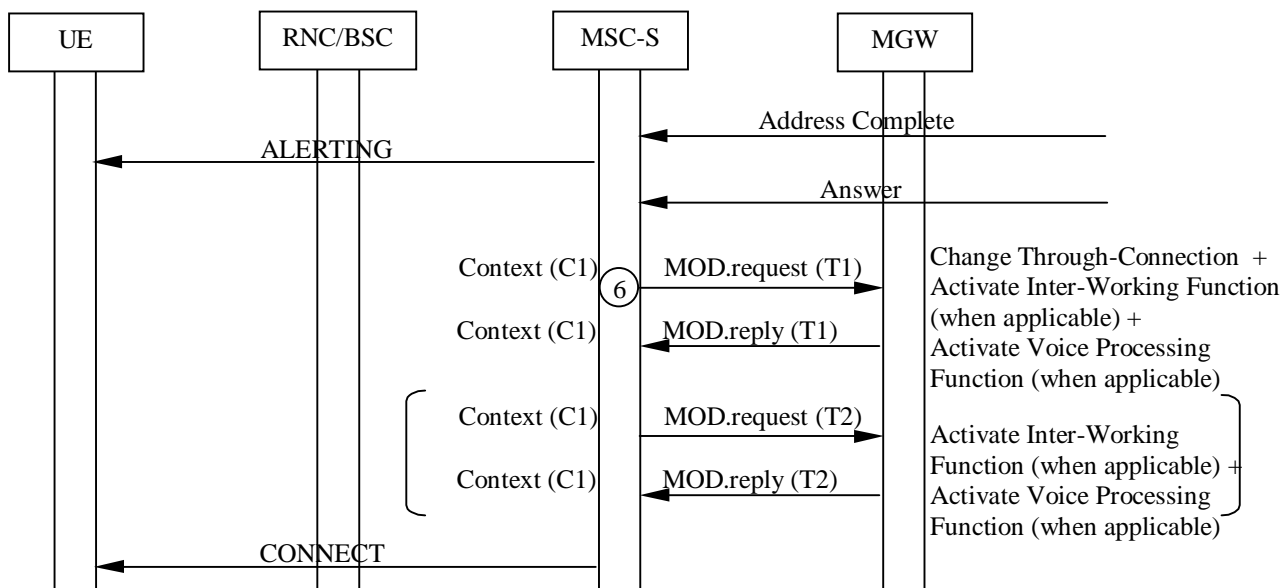 UE
RNC/BSC
MSC-S
MGW
Address Complete
ALERTING
Answer
Context (C1)
6
MOD.request (T1)
Change Through-Connection +
Activate Inter-Working Function
(when applicable) +
Activate Voice Processing
Function (when applicable)
Context (C1)
MOD.reply (T1)
Context (C1)
MOD.request (T2)
Activate Inter-Working
Function (when applicable) +
Activate Voice Processing
Function (when applicable)
Context (C1)
MOD.reply (T2)
CONNECT